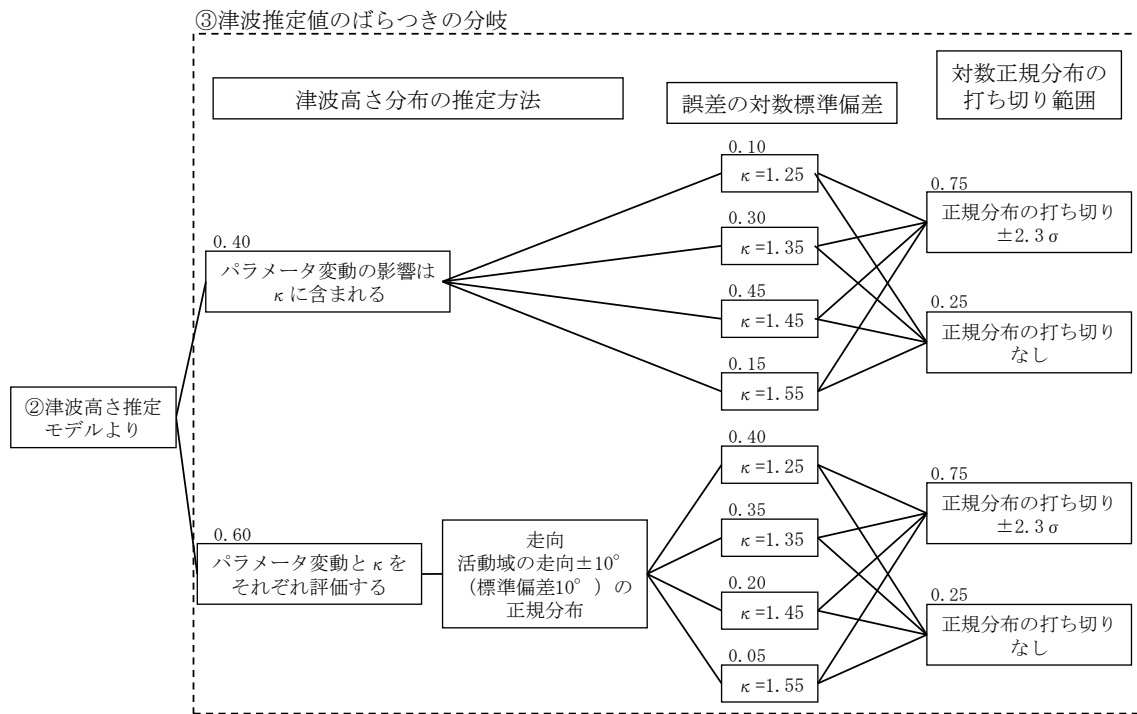 ③津波推定値のばらつきの分岐
津波高さ分布の推定方法
誤差の対数標準偏差
対数正規分布の
打ち切り範囲
0.40
パラメータ変動の影響は
κに含まれる
0.10
κ=1.25
0.30
κ=1.35
0.45
κ=1.45
0.15
κ=1.55
0.75
正規分布の打ち切り
±2.3σ
0.25
正規分布の打ち切り
なし
②津波高さ推定
モデルより
0.60
パラメータ変動とκを
それぞれ評価する
走向
活動域の走向±10°
（標準偏差10°）の
正規分布
0.40
κ=1.25
0.35
κ=1.35
0.20
κ=1.45
0.05
κ=1.55
0.75
正規分布の打ち切り
±2.3σ
0.25
正規分布の打ち切り
なし